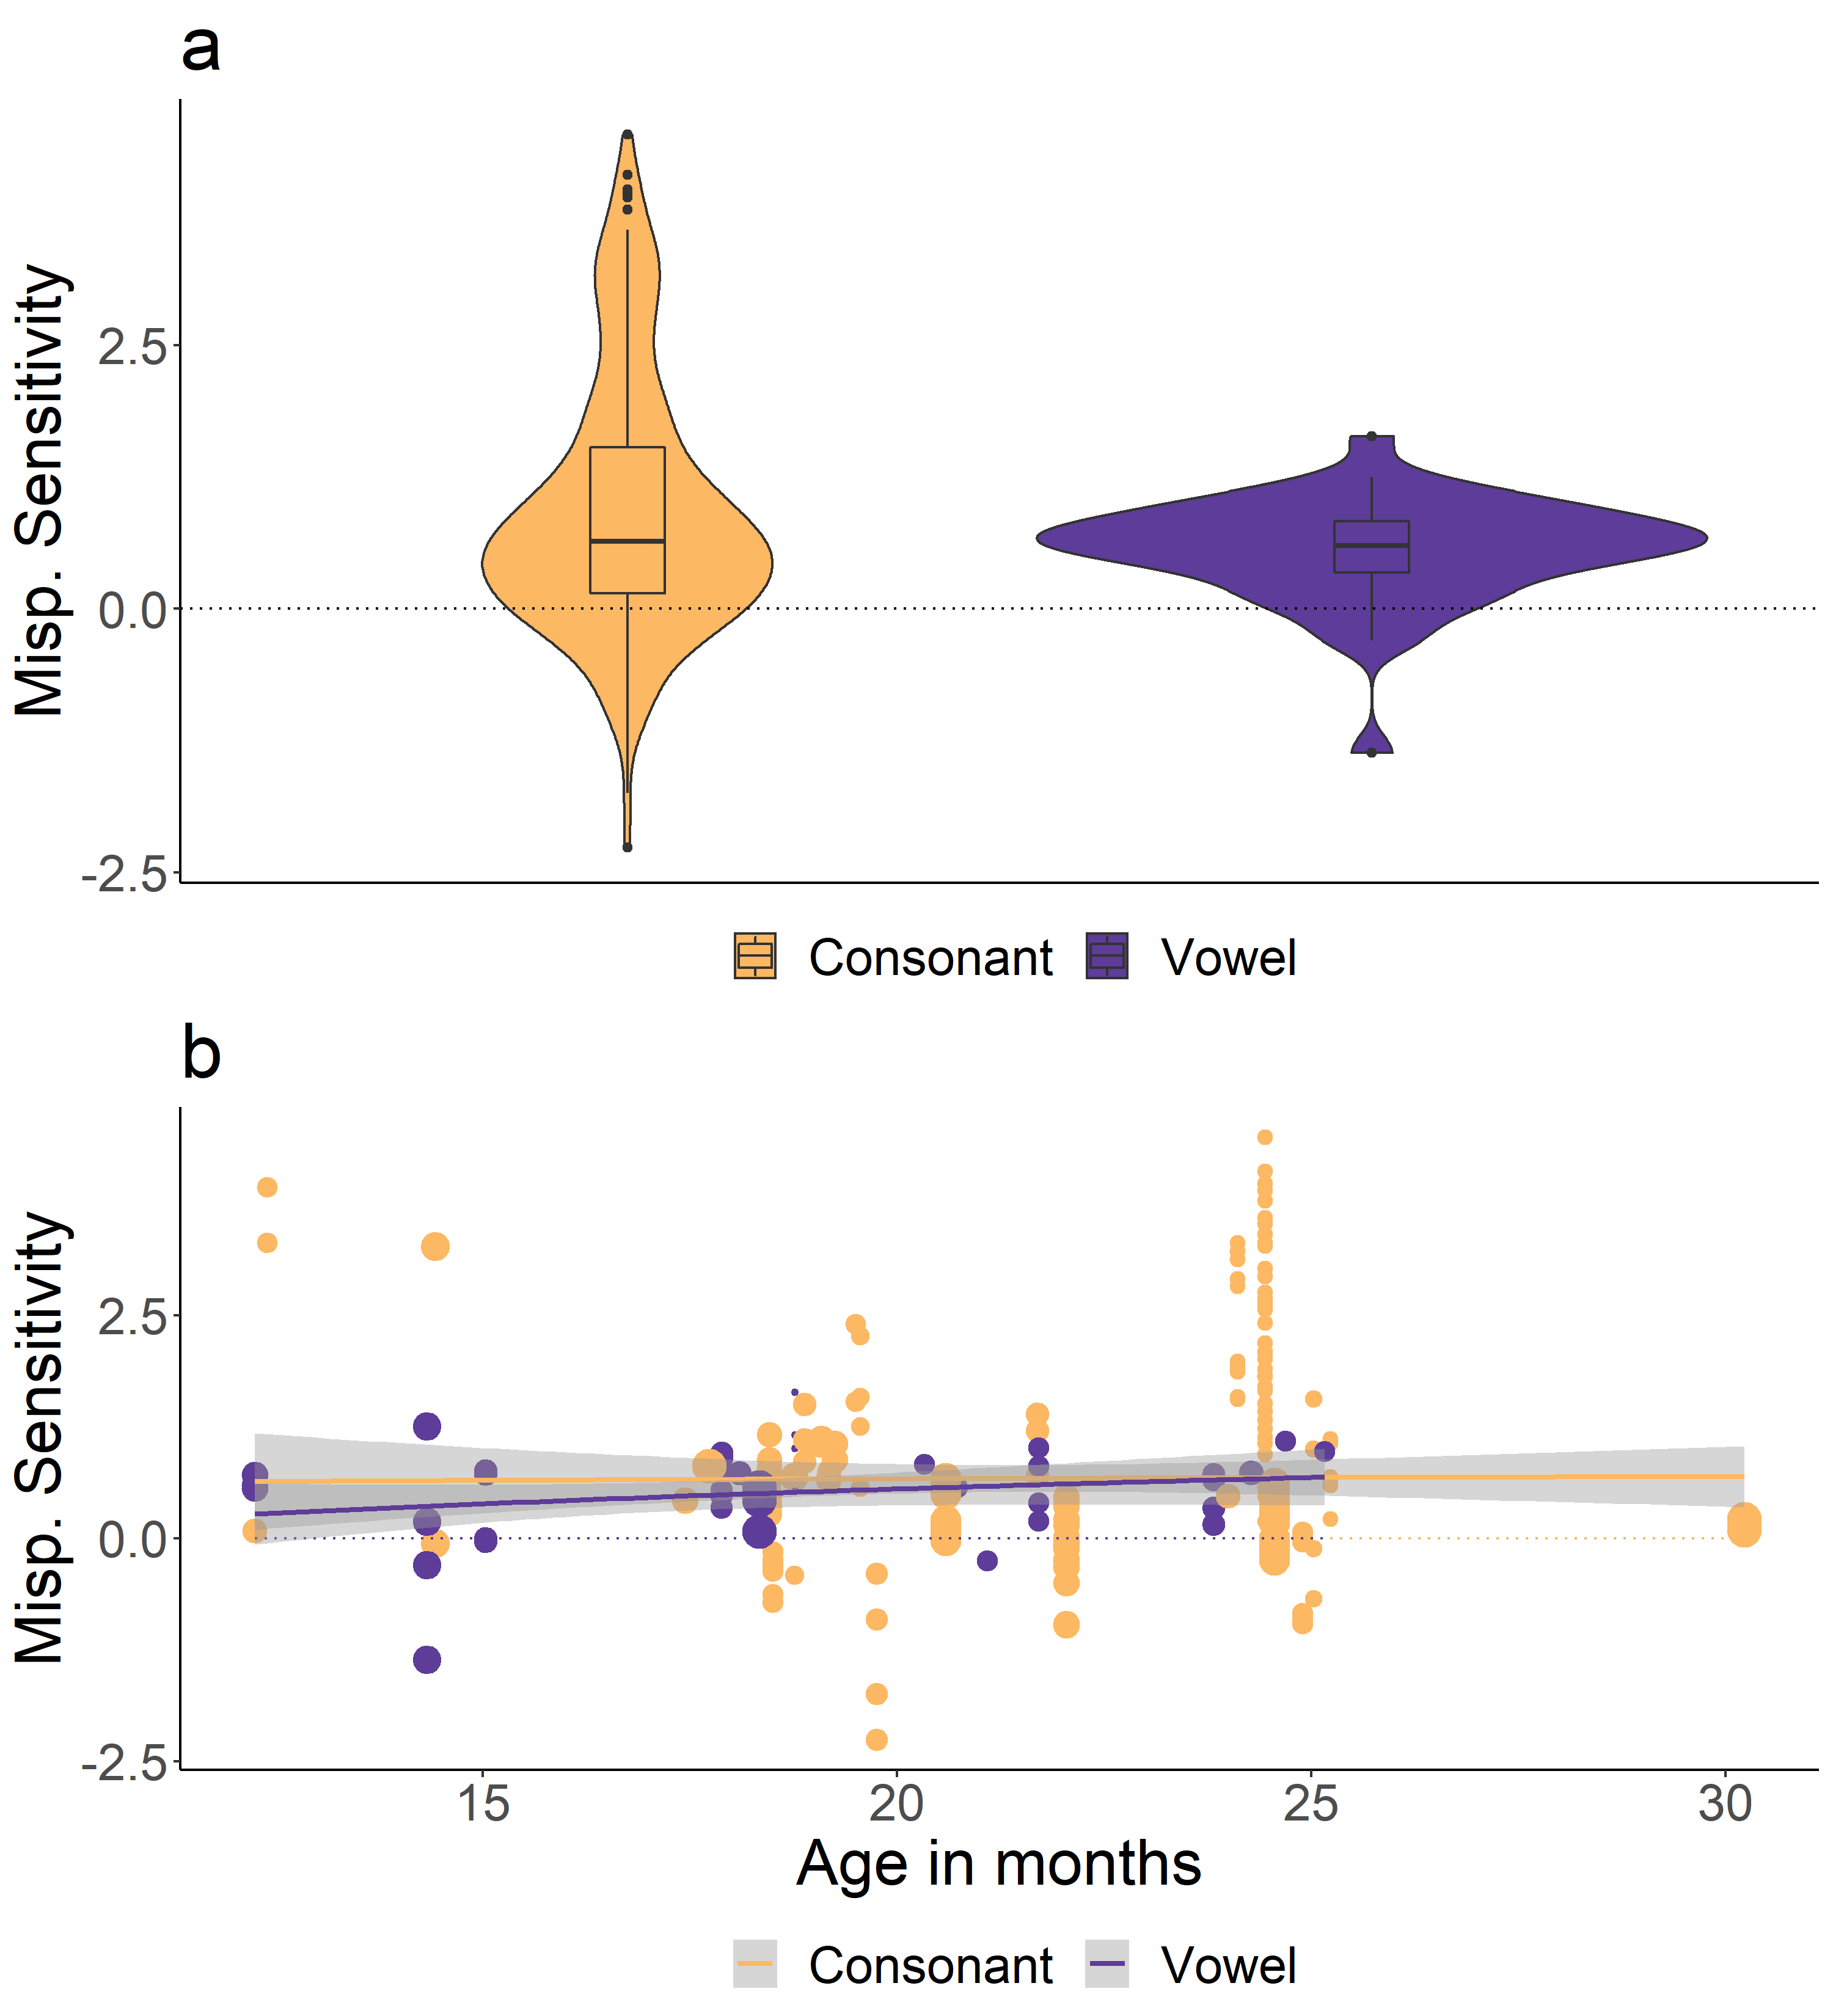 a
Misp. Sensitivity
2.5
0.0
-2.5
Consonant Vowel
b
Misp. Sensitivity
2.5
0.0
-2.5
15 20 25 30
Age in months
Consonant Vowel